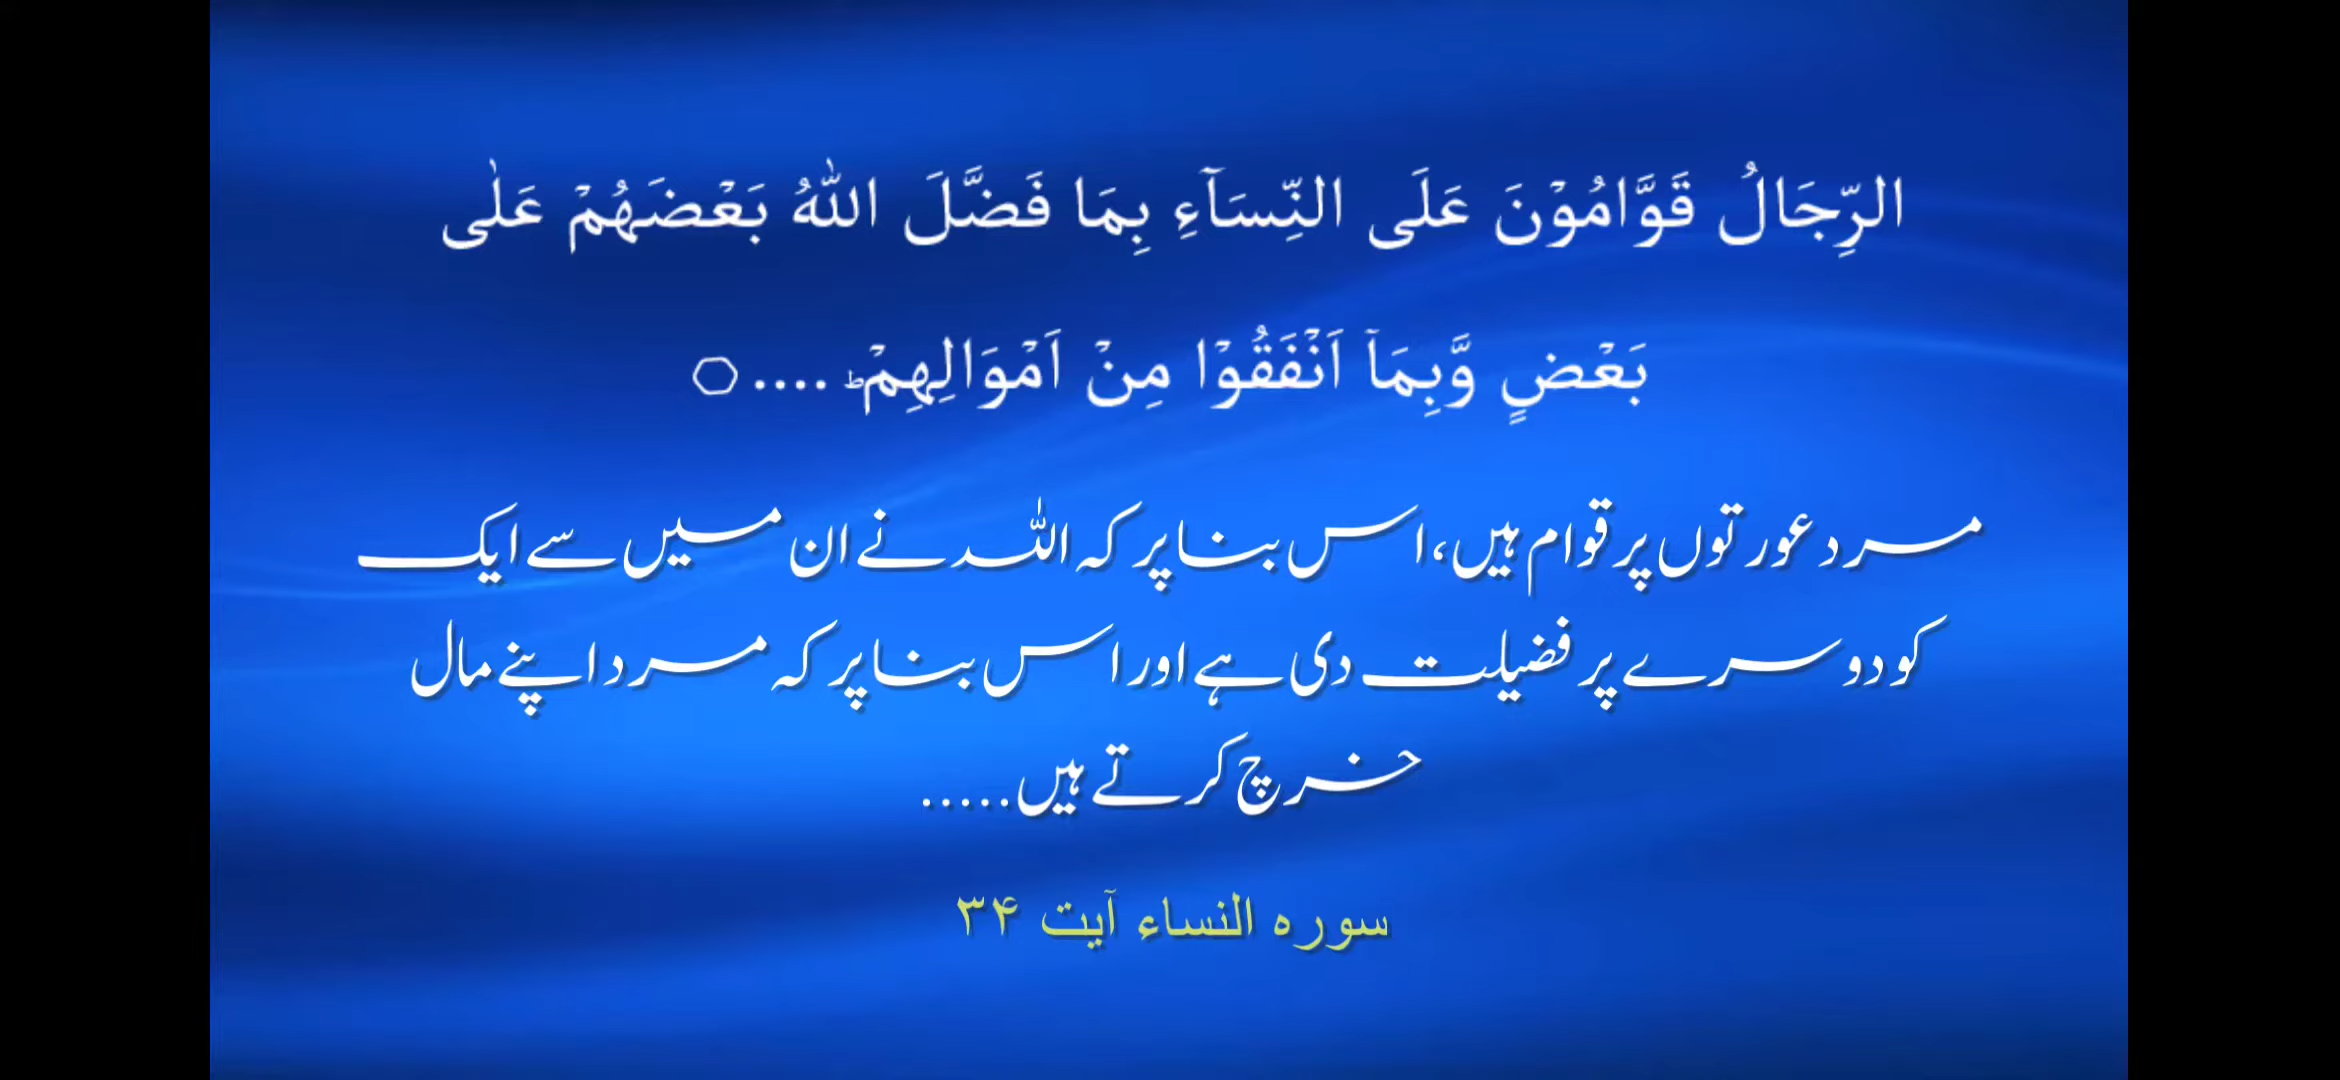 الرِّجَالُ قَوَّامُوْنَ عَلَى النِّسَآءِ بِمَا فَضَّلَ اللّٰهُ بَعْضَهُمْ عَلٰى
بَعْضٍ وَّبِمَآ اَنْفَقُوْا مِنْ اَمْوَالِهِمْ ؕ .... ○
مرد عورتوں پر قوام ہیں، اس بنا پر کہ اللہ نے ان میں سے ایک
کو دوسرے پر فضیلت دی ہے اور اس بنا پر کہ مرد اپنے مال
خرچ کرتے ہیں.....
سورہ النساء آیت ۳۴